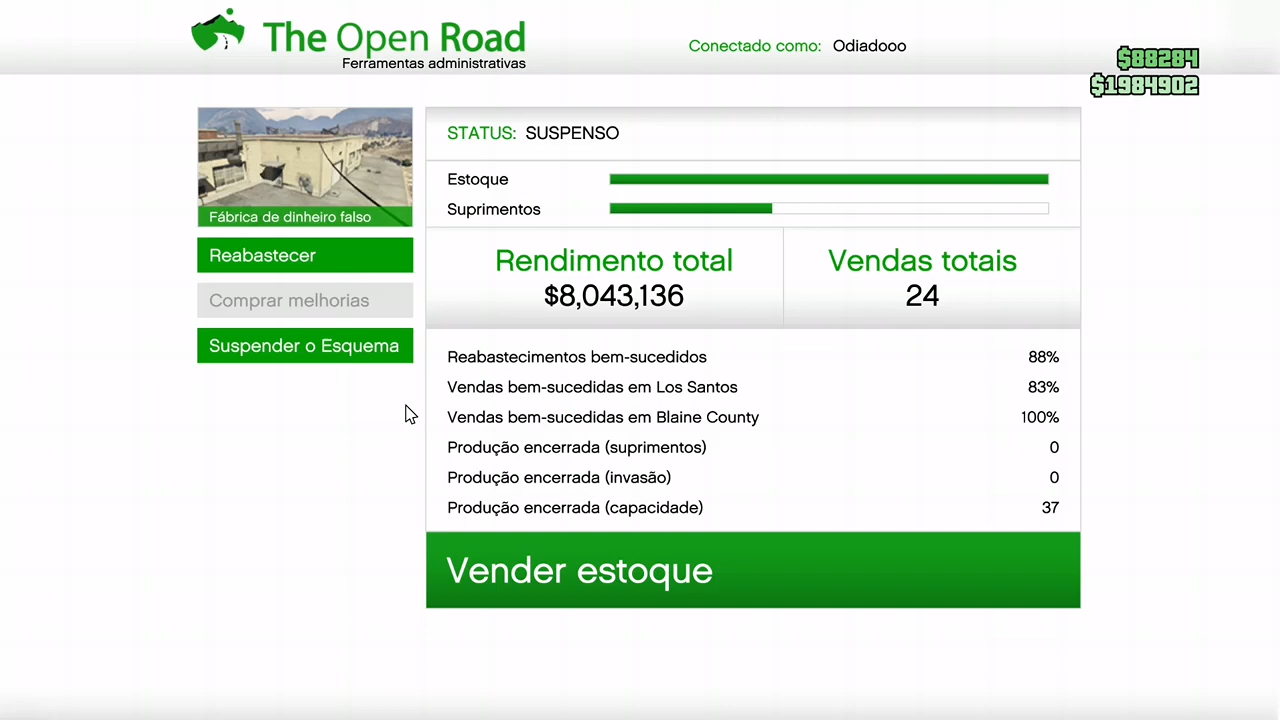 The Open Road
Ferramentas administrativas
Conectado como: Odiadooo
$88284
$1984902
Fábrica de dinheiro falso
Reabastecer
Comprar melhorias
Suspender o Esquema
STATUS: SUSPENSO
Estoque
Suprimentos
Rendimento total
$8,043,136
Vendas totais
24
Reabastecimentos bem-sucedidos 88%
Vendas bem-sucedidas em Los Santos 83%
Vendas bem-sucedidas em Blaine County 100%
Produção encerrada (suprimentos) 0
Produção encerrada (invasão) 0
Produção encerrada (capacidade) 37
Vender estoque